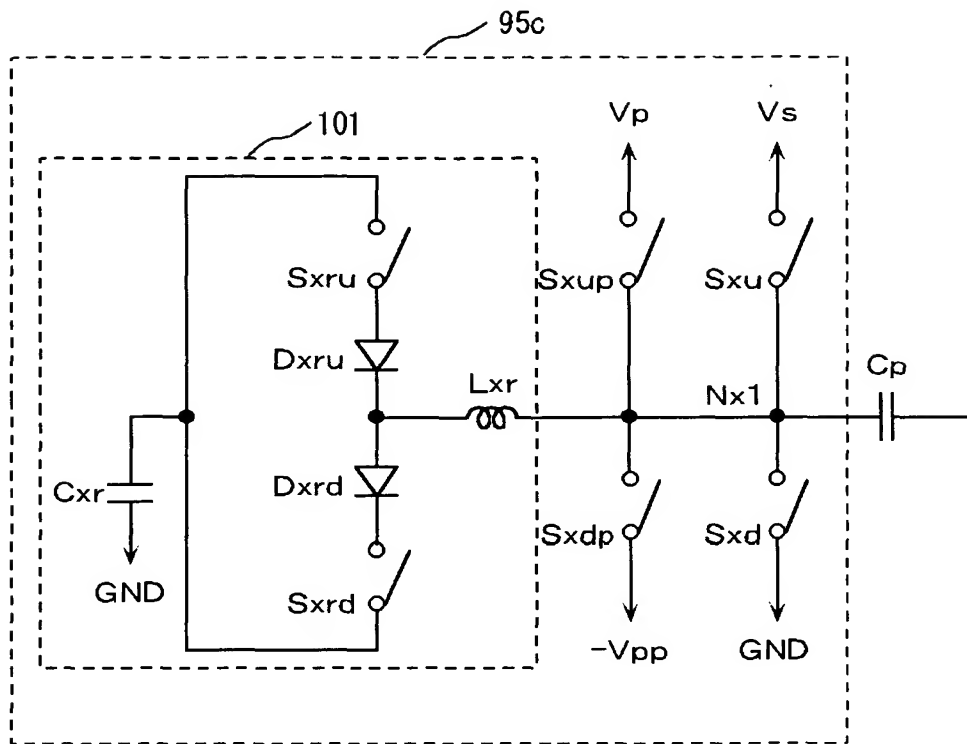 95c
101
Vp
Vs
Sxru
Sxup
Sxu
Dxru
Lxr
Nx1
Cp
Cxr
Dxrd
Sxdp
Sxd
GND
Sxrd
-Vpp
GND